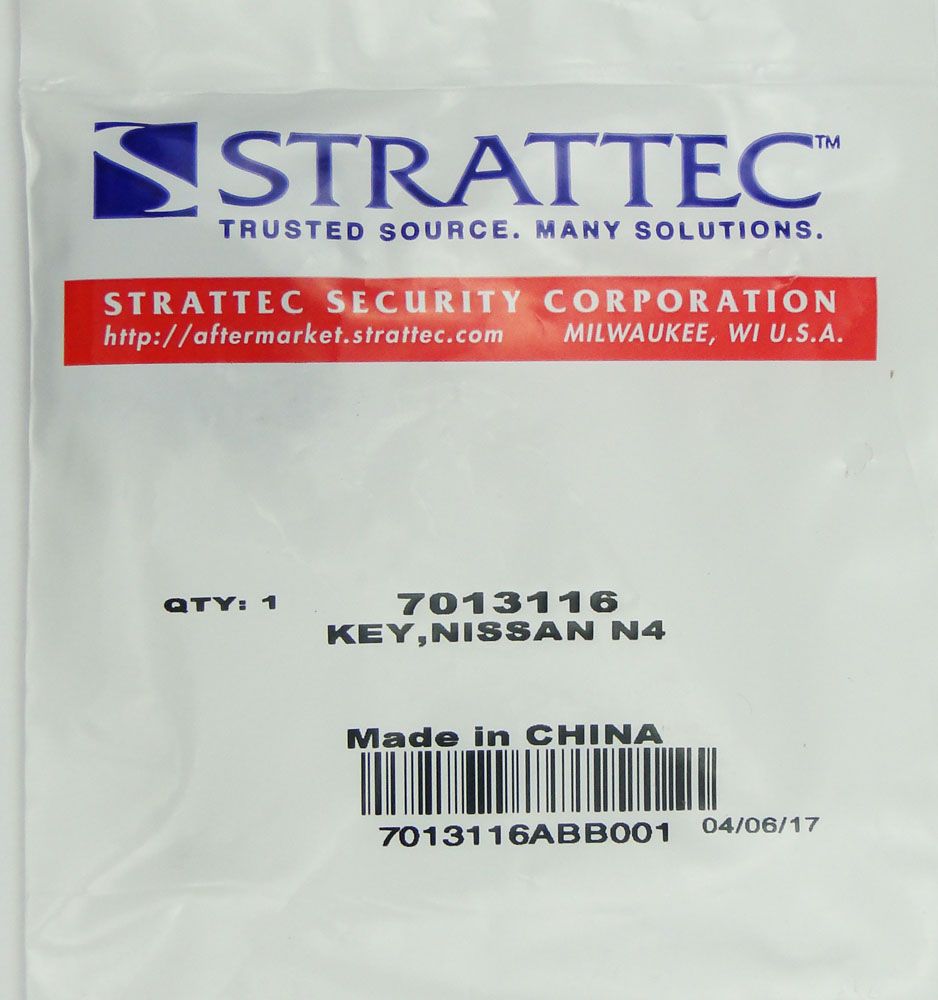 STRATTEC™
TRUSTED SOURCE. MANY SOLUTIONS.
STRATTEC SECURITY CORPORATION
http://aftermarket.strattec.com MILWAUKEE, WI U.S.A.
QTY: 1 7013116
KEY,NISSAN N4
Made in CHINA
7013116ABB001 04/06/17